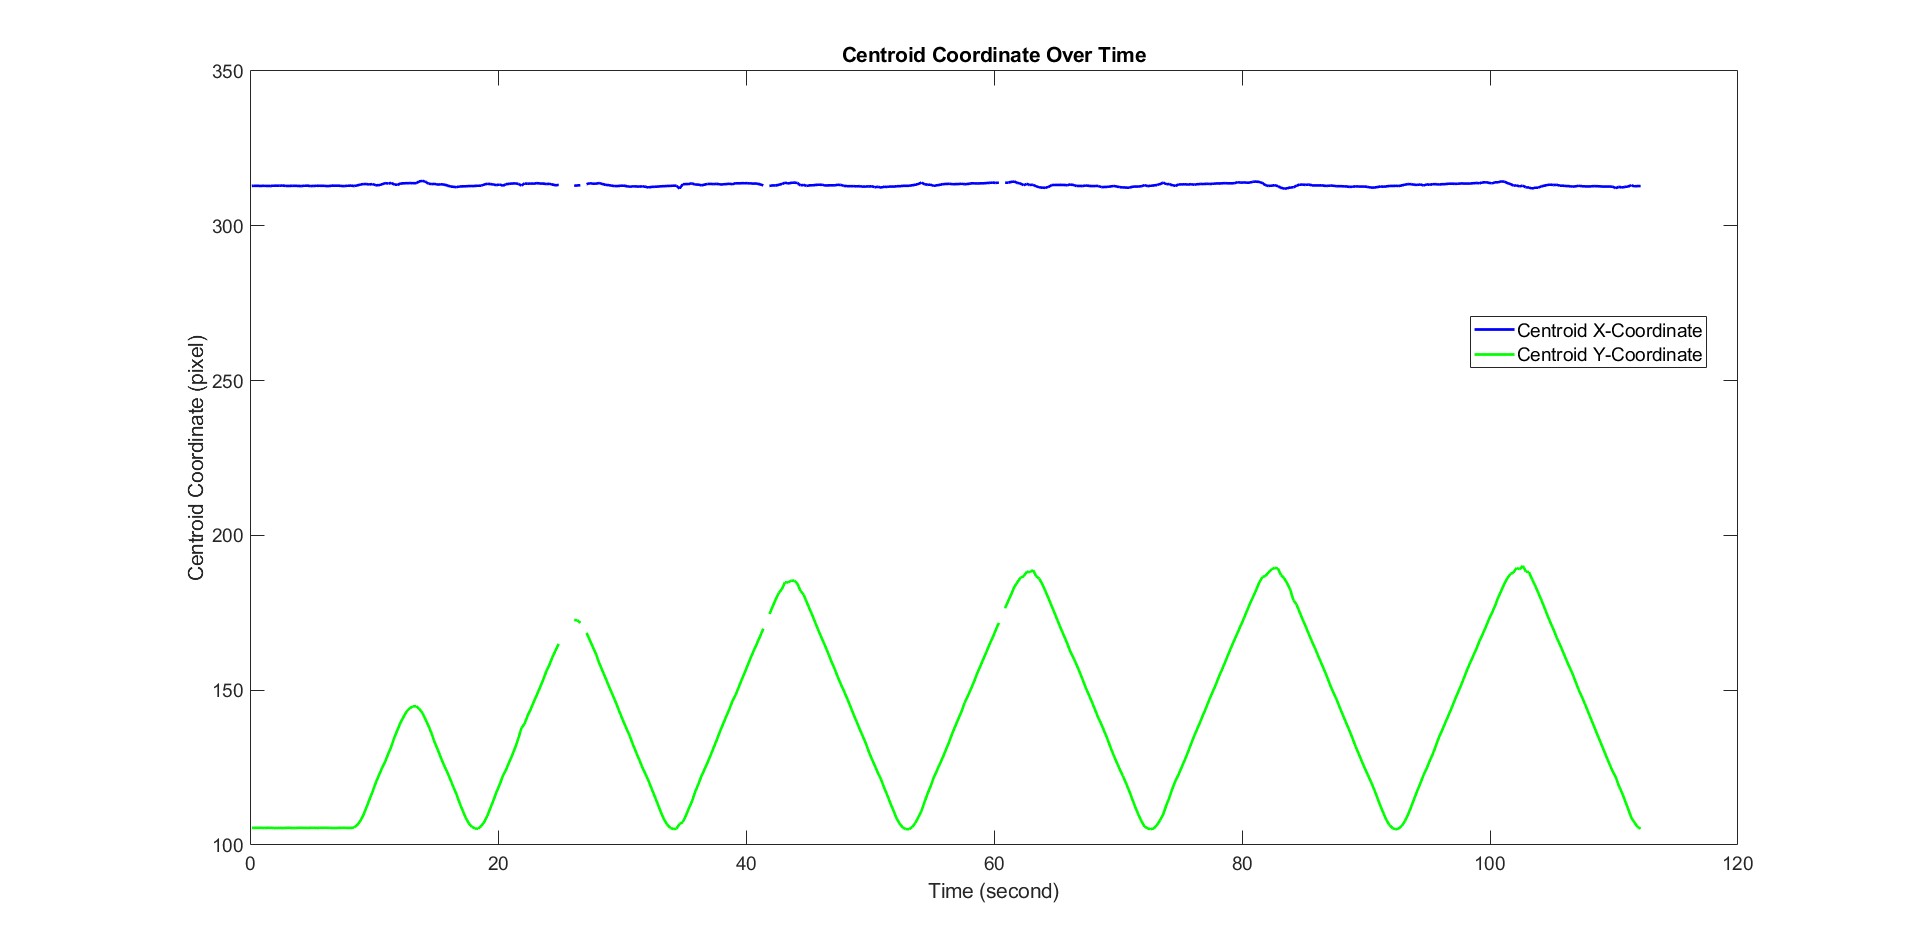 Centroid Coordinate Over Time
350
300
250
200
150
100
Centroid Coordinate (pixel)
Centroid X-Coordinate
Centroid Y-Coordinate
0 20 40 60 80 100 120
Time (second)